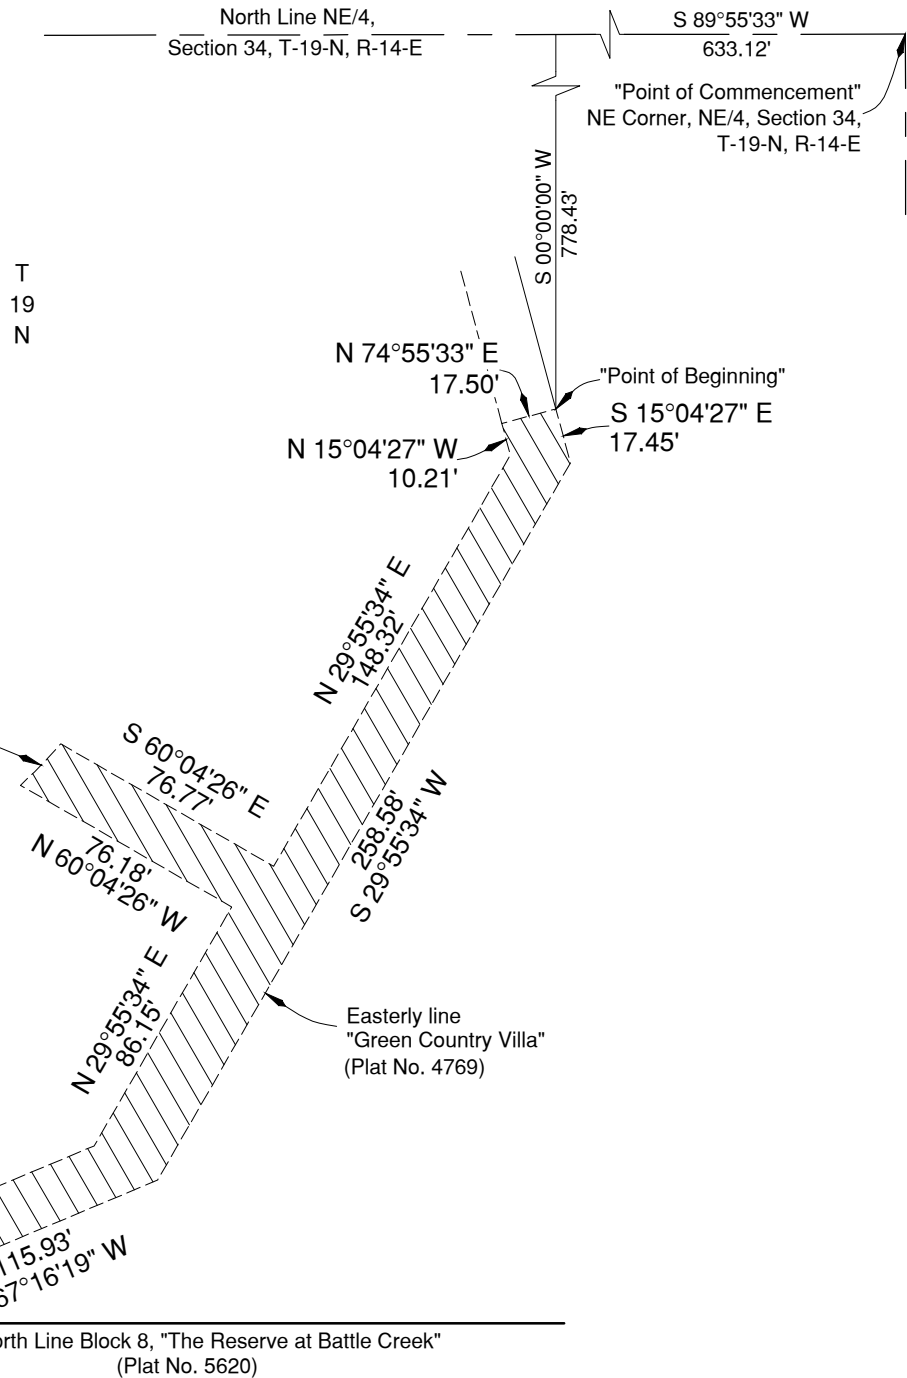 North Line NE/4,
Section 34, T-19-N, R-14-E
S 89°55'33" W
633.12'
"Point of Commencement"
NE Corner, NE/4, Section 34,
T-19-N, R-14-E
S 00°00'00" W
778.43'
T
19
N
N 74°55'33" E
17.50'
"Point of Beginning"
S 15°04'27" E
17.45'
N 15°04'27" W
10.21'
N 29°55'34" E
148.32'
S 60°04'26" E
76.77'
258.58'
S 29°55'34" W
76.18'
N 60°04'26" W
N 29°55'34" E
86.15'
Easterly line
"Green Country Villa"
(Plat No. 4769)
115.93'
67°16'19" W
orth Line Block 8, "The Reserve at Battle Creek"
(Plat No. 5620)